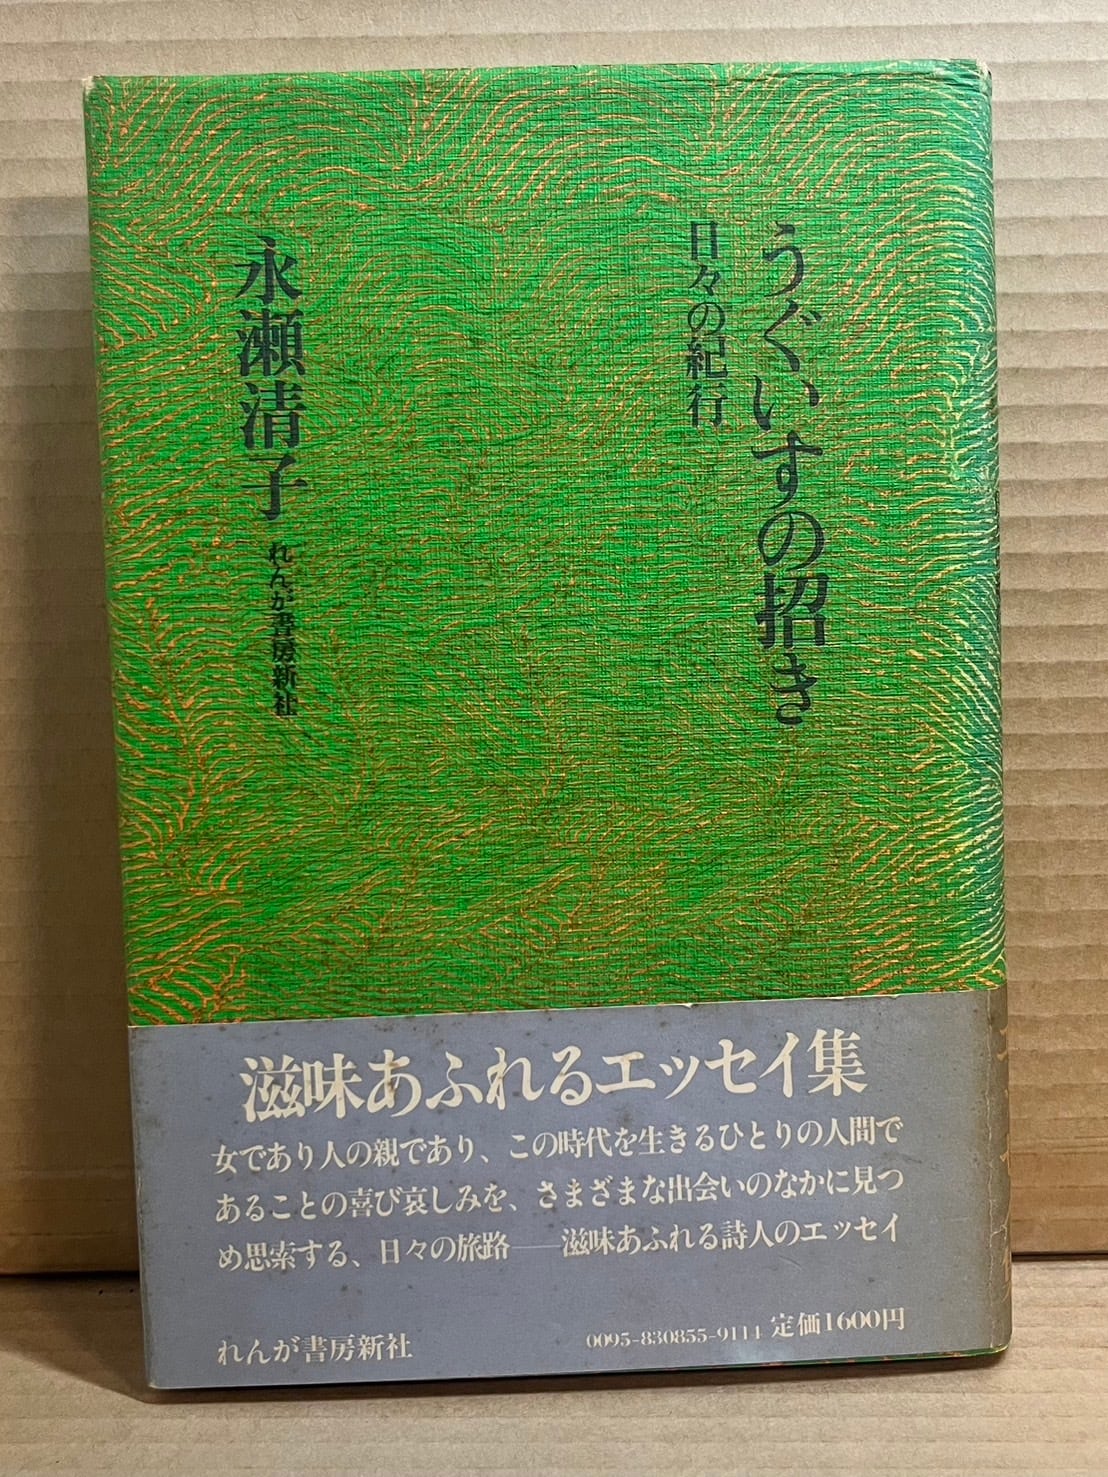 うぐいすの招き
日々の紀行
永瀬清子
れんが書房新社
滋味あふれるエッセイ集
女であり人の親であり、この時代を生きるひとりの人間で
あることの喜び哀しみを、さまざまな出会いのなかに見つ
め思索する、日々の旅路──滋味あふれる詩人のエッセイ
れんが書房新社
0095-830855-9114 定価1600円